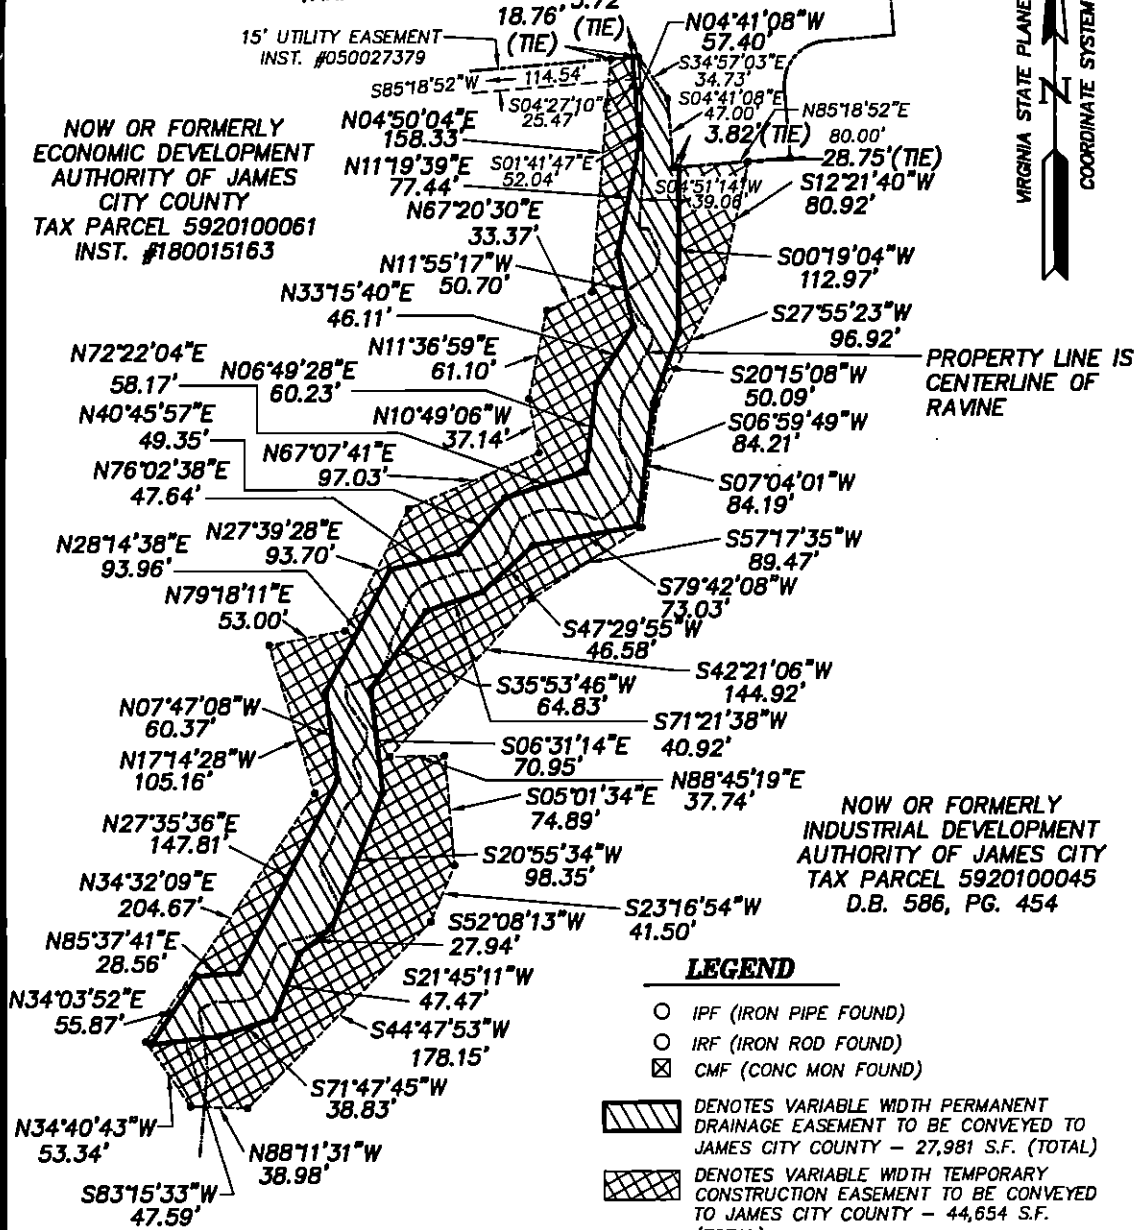 18.76'
(TIE)
(TIE)
N04°41'08"W
57.40'
15' UTILITY EASEMENT
INST. #050027379
S85°18'52"W
114.54'
S34°57'03"E
34.73'
S04°27'10"E
25.47'
S04°41'08"E
47.00'
N85°18'52"E
80.00'
3.82'(TIE)
28.75'(TIE)
N04°50'04"E
158.33'
N11°19'39"E
77.44'
S01°41'47"E
52.04'
S04°51'14"W
39.06'
S12°21'40"W
80.92'
NOW OR FORMERLY
ECONOMIC DEVELOPMENT
AUTHORITY OF JAMES
CITY COUNTY
TAX PARCEL 5920100061
INST. #180015163
VIRGINIA STATE PLANE
COORDINATE SYSTEM
N
N67°20'30"E
33.37'
S00°19'04"W
112.97'
N11°55'17"W
50.70'
N33°15'40"E
46.11'
S27°55'23"W
96.92'
N11°36'59"E
61.10'
PROPERTY LINE IS
CENTERLINE OF
RAVINE
N72°22'04"E
58.17'
N06°49'28"E
60.23'
S20°15'08"W
50.09'
N40°45'57"E
49.35'
N10°49'06"W
37.14'
S06°59'49"W
84.21'
N76°02'38"E
47.64'
N67°07'41"E
97.03'
S07°04'01"W
84.19'
N28°14'38"E
93.96'
N27°39'28"E
93.70'
S57°17'35"W
89.47'
N79°18'11"E
53.00'
S79°42'08"W
73.03'
S47°29'55"W
46.58'
S42°21'06"W
144.92'
S35°53'46"W
64.83'
N07°47'08"W
60.37'
S71°21'38"W
40.92'
N17°14'28"W
105.16'
S06°31'14"E
70.95'
N88°45'19"E
37.74'
S05°01'34"E
74.89'
N27°35'36"E
147.81'
NOW OR FORMERLY
INDUSTRIAL DEVELOPMENT
AUTHORITY OF JAMES CITY
TAX PARCEL 5920100045
D.B. 586, PG. 454
S20°55'34"W
98.35'
N34°32'09"E
204.67'
S23°16'54"W
41.50'
S52°08'13"W
27.94'
N85°37'41"E
28.56'
S21°45'11"W
47.47'
N34°03'52"E
55.87'
S44°47'53"W
178.15'
S71°47'45"W
38.83'
N34°40'43"W
53.34'
N88°11'31"W
38.98'
S83°15'33"W
47.59'
LEGEND
IPF (IRON PIPE FOUND)
IRF (IRON ROD FOUND)
CMF (CONC MON FOUND)
DENOTES VARIABLE WIDTH PERMANENT
DRAINAGE EASEMENT TO BE CONVEYED TO
JAMES CITY COUNTY – 27,981 S.F. (TOTAL)
DENOTES VARIABLE WIDTH TEMPORARY
CONSTRUCTION EASEMENT TO BE CONVEYED
TO JAMES CITY COUNTY – 44,654 S.F.